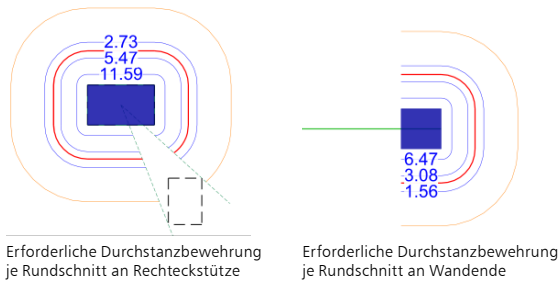 2.73
5.47
11.59
Erforderliche Durchstanzbewehrung
je Rundschnitt an Rechteckstütze
6.47
3.08
1.56
Erforderliche Durchstanzbewehrung
je Rundschnitt an Wandende